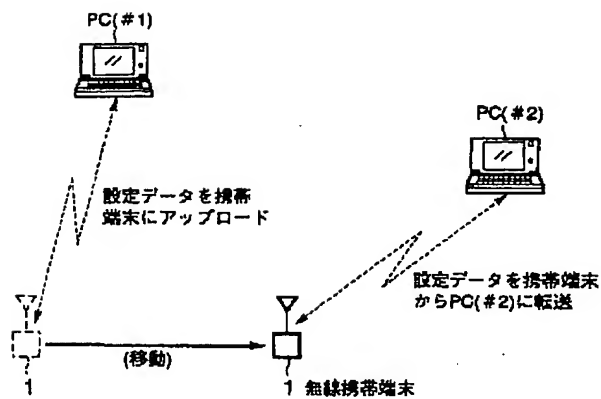 PC(#1)
PC(#2)
設定データを携帯
端末にアップロード
設定データを携帯端末
からPC(#2)に転送
(移動)
1
1 無線携帯端末